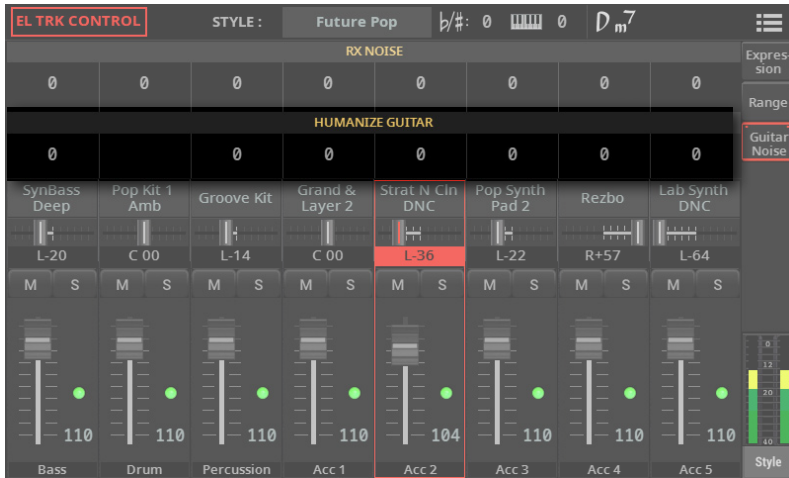 EL TRK CONTROL STYLE : Future Pop ♭/#: 0 0 Dm7
RX NOISE
0 0 0 0 0 0 0 0
HUMANIZE GUITAR
0 0 0 0 0 0 0
Expres-
sion
Range
Guitar
Noise
SynBass Deep
Pop Kit 1 Amb
Groove Kit
Grand & Layer 2
Strat N Cln DNC
Pop Synth Pad 2
Rezbo
Lab Synth DNC
L-20 C 00 L-14 C 00 L-36 L-22 R+57 L-64
M S M S M S M S M S M S M S M S
0
12
20
40
110 110 110 110 104 110 110 110
Bass Drum Percussion Acc 1 Acc 2 Acc 3 Acc 4 Acc 5
Style